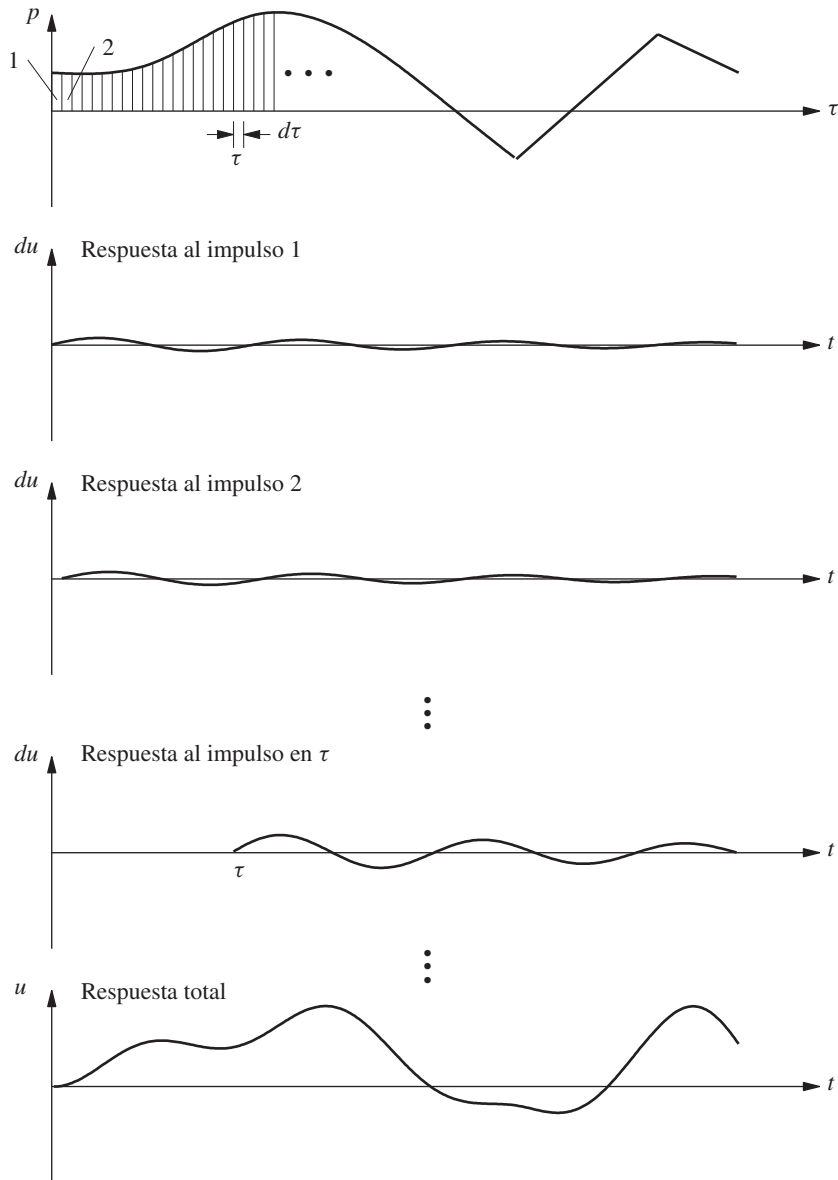 p
1
2
τ
dτ
τ
du
Respuesta al impulso 1
t
du
Respuesta al impulso 2
t
du
Respuesta al impulso en τ
t
τ
u
Respuesta total
t